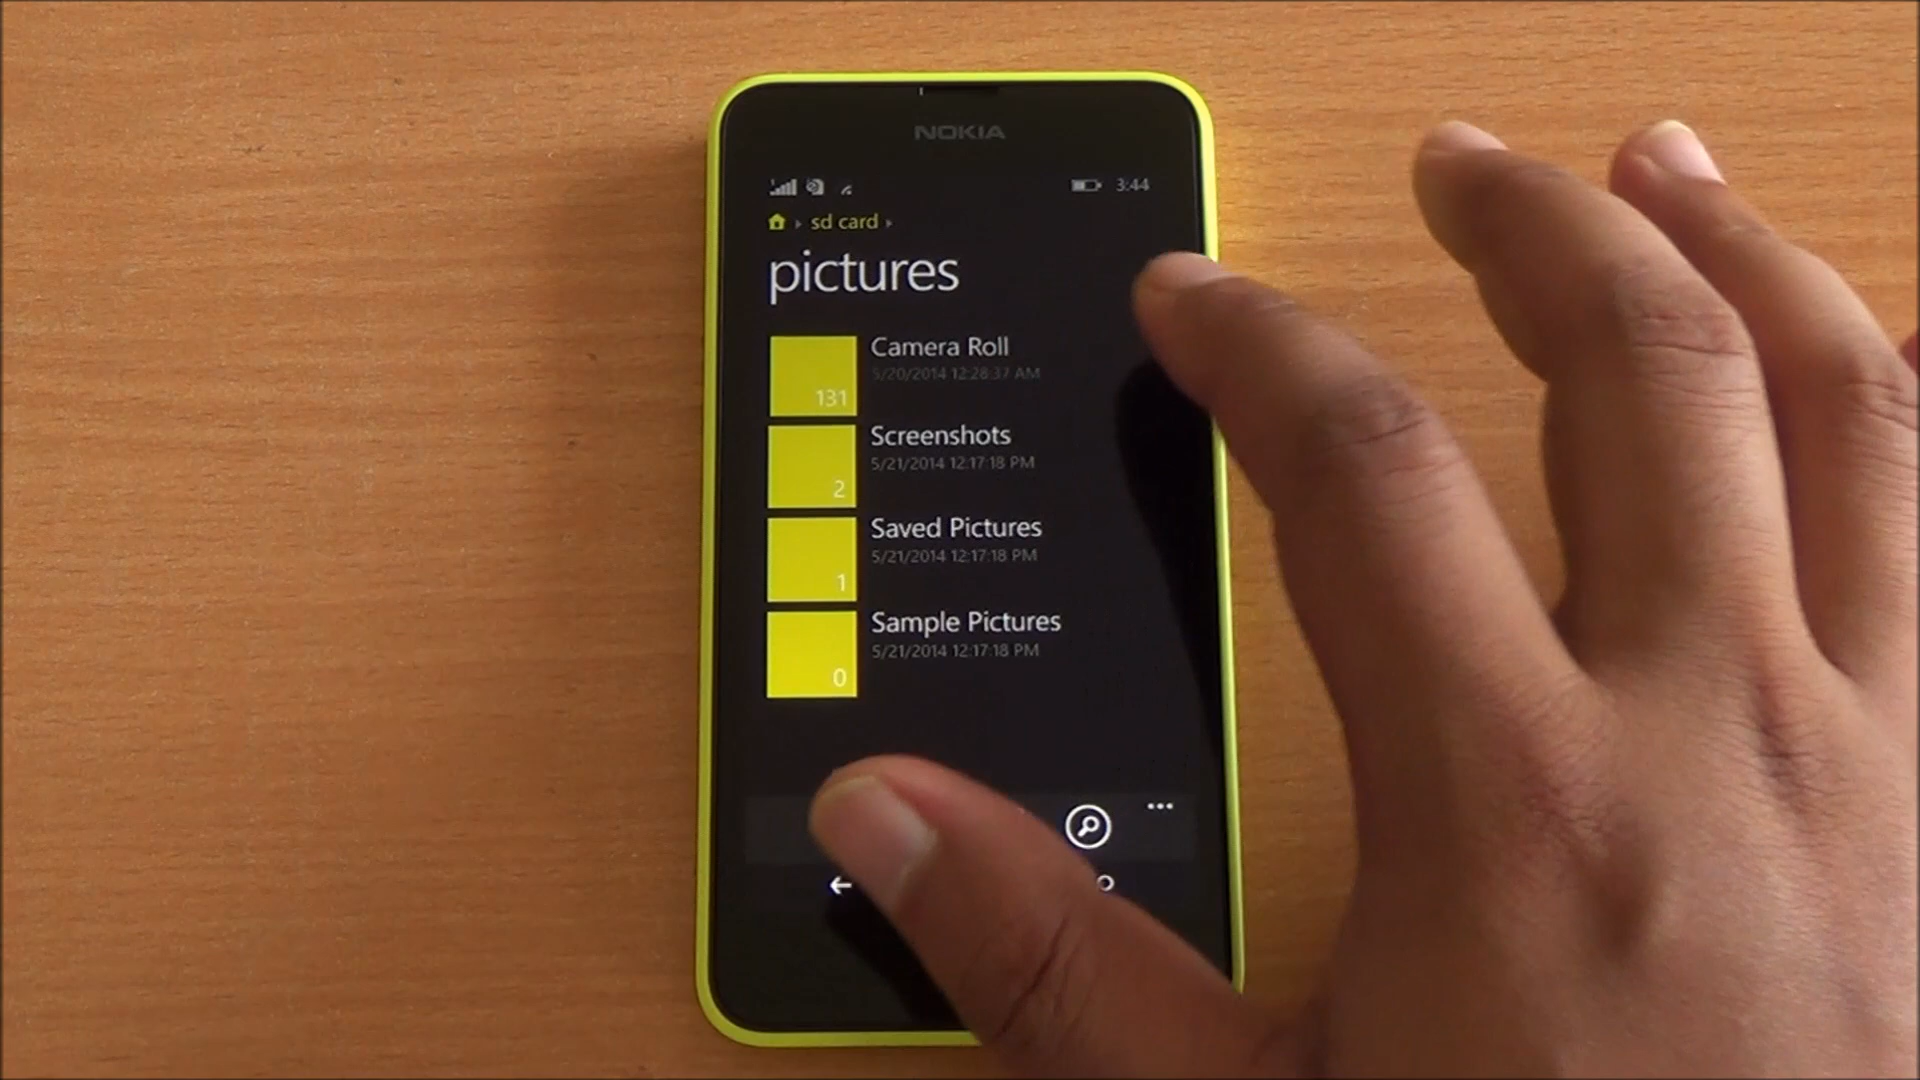 NOKIA
3:44
sd card
pictures
Camera Roll
5/20/2014 12:28:37 AM
131
Screenshots
5/21/2014 12:17:18 PM
2
Saved Pictures
5/21/2014 12:17:18 PM
1
Sample Pictures
5/21/2014 12:17:18 PM
0